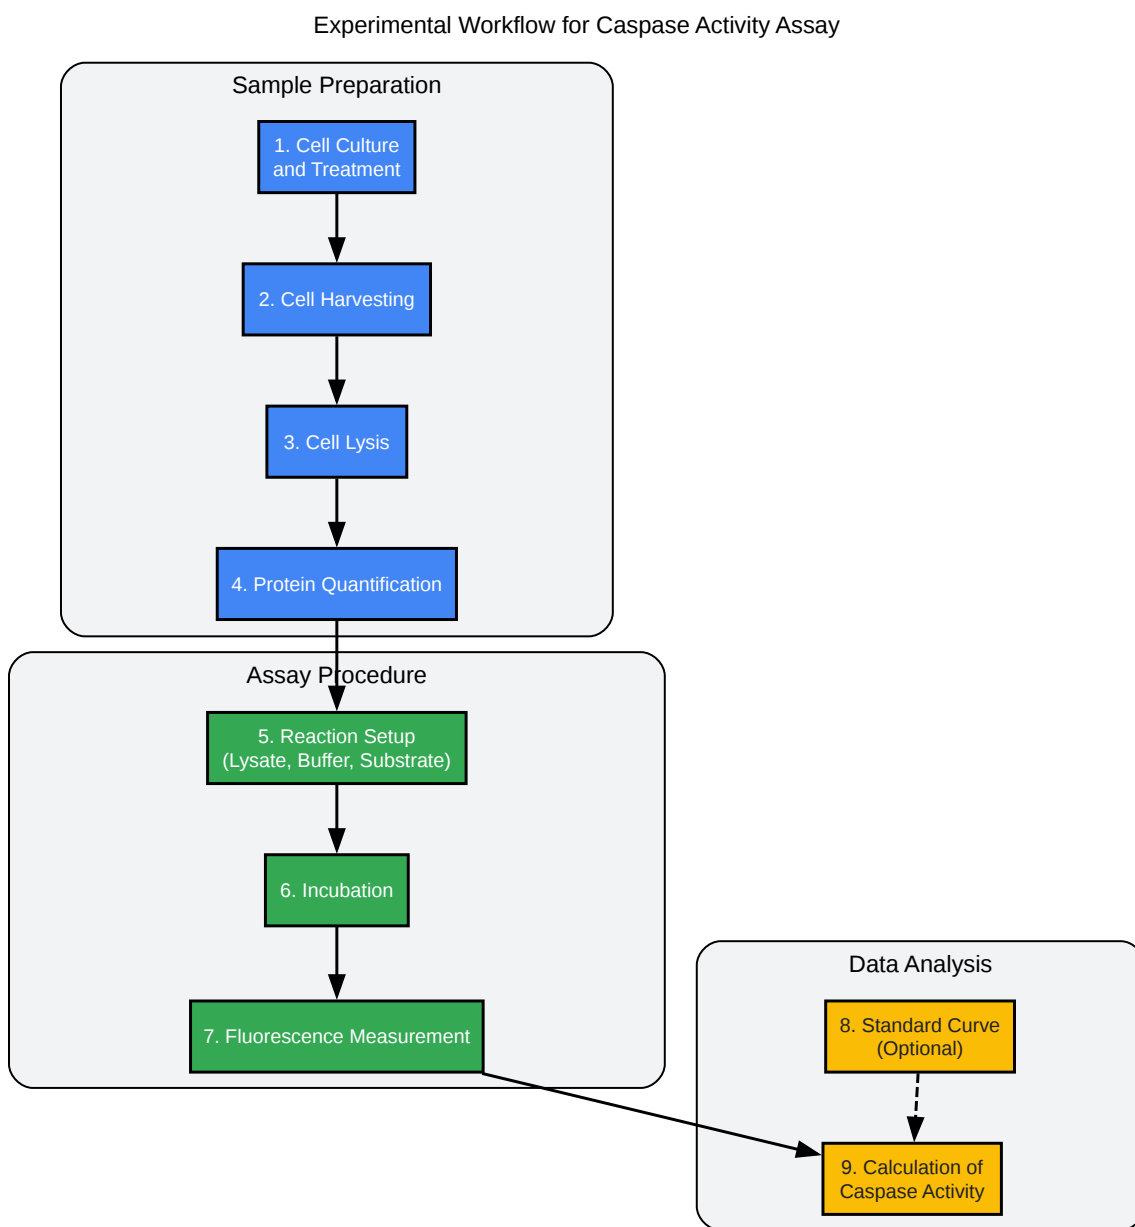 Experimental Workflow for Caspase Activity Assay
Sample Preparation
1. Cell Culture
and Treatment
2. Cell Harvesting
3. Cell Lysis
4. Protein Quantification
Assay Procedure
5. Reaction Setup
(Lysate, Buffer, Substrate)
6. Incubation
7. Fluorescence Measurement
Data Analysis
8. Standard Curve
(Optional)
9. Calculation of
Caspase Activity